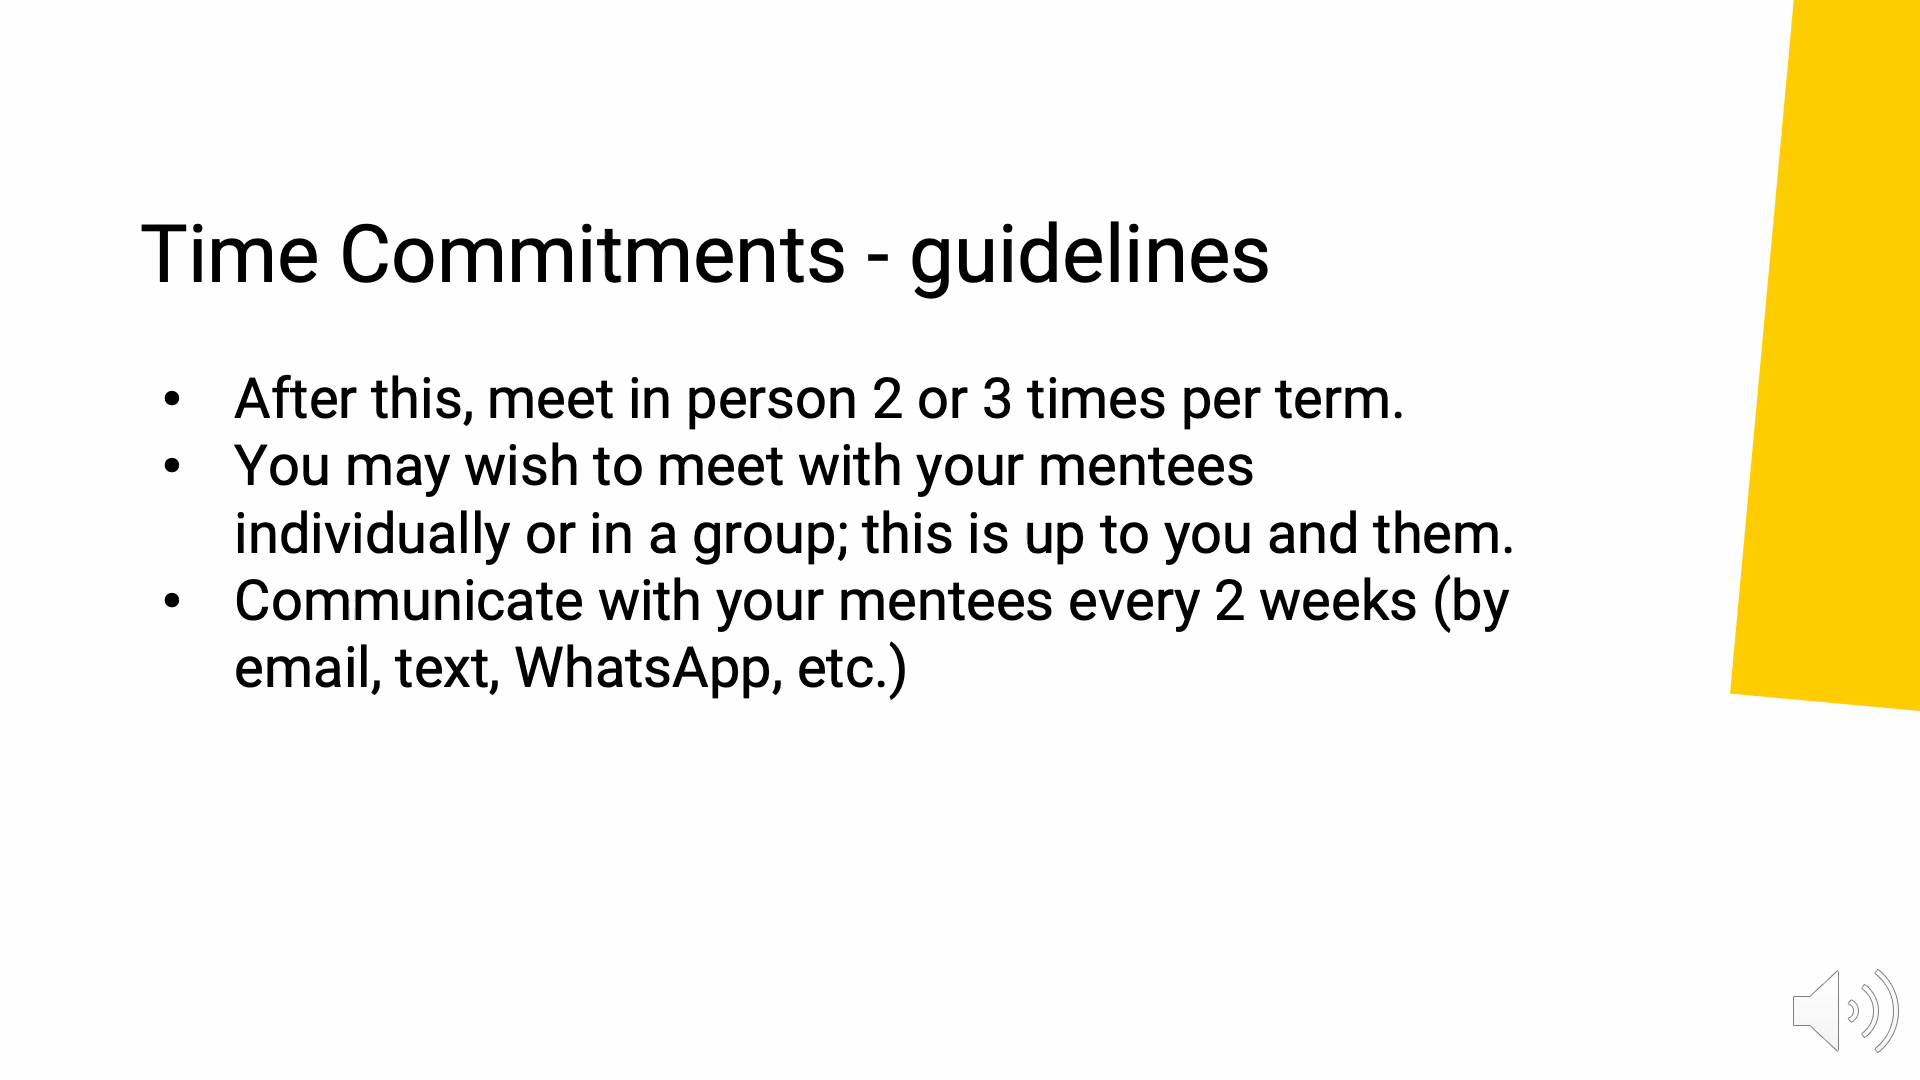 Time Commitments - guidelines
• After this, meet in person 2 or 3 times per term.
• You may wish to meet with your mentees
individually or in a group; this is up to you and them.
• Communicate with your mentees every 2 weeks (by
email, text, WhatsApp, etc.)